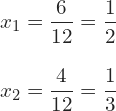 x₁ = 6/12 = 1/2
x₂ = 4/12 = 1/3